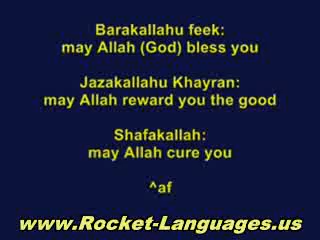 Barakallahu feek:
may Allah (God) bless you
Jazakallahu Khayran:
may Allah reward you the good
Shafakallah:
may Allah cure you
^af
www.Rocket-Languages.us